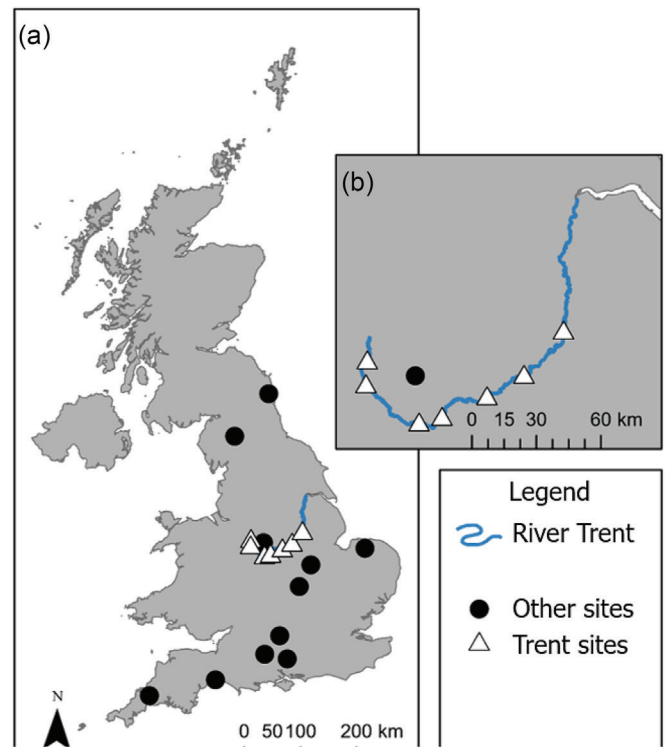 (a)
(b)
0 15 30 60 km
Legend
River Trent
Other sites
Trent sites
N
0 50 100 200 km